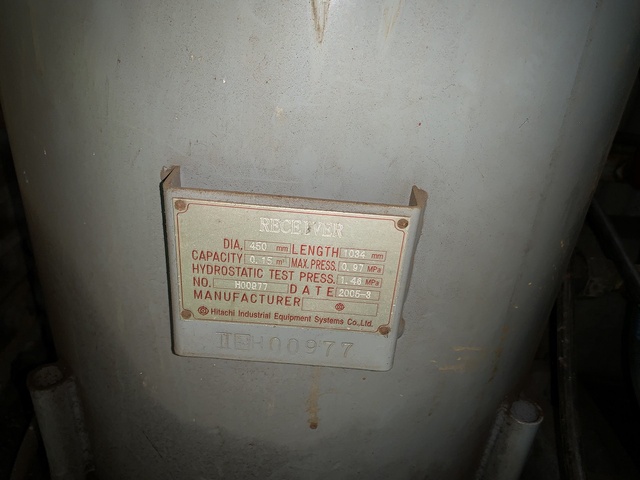 RECEIVER
DIA. 450 mm LENGTH 1034 mm
CAPACITY 0.15 m³ MAX.PRESS. 0.97 MPa
HYDROSTATIC TEST PRESS. 1.46 MPa
NO. H00977 DATE 2005-3
MANUFACTURER
Hitachi Industrial Equipment Systems Co.,Ltd.
H00977